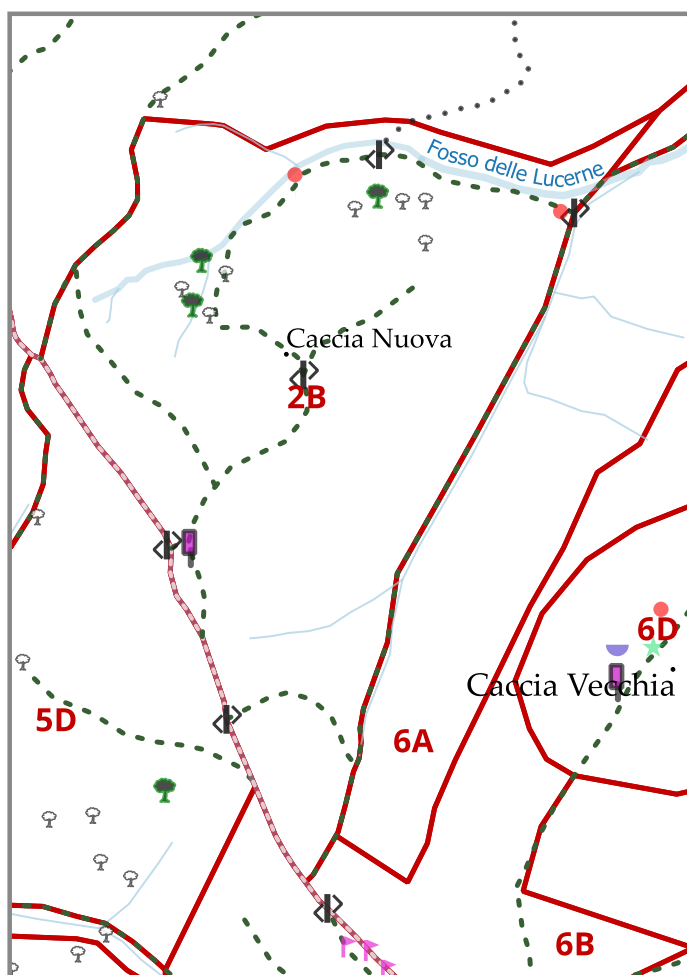 Fosso delle Lucerne
Caccia Nuova
2B
6D
Caccia Vecchia
5D
6A
6B